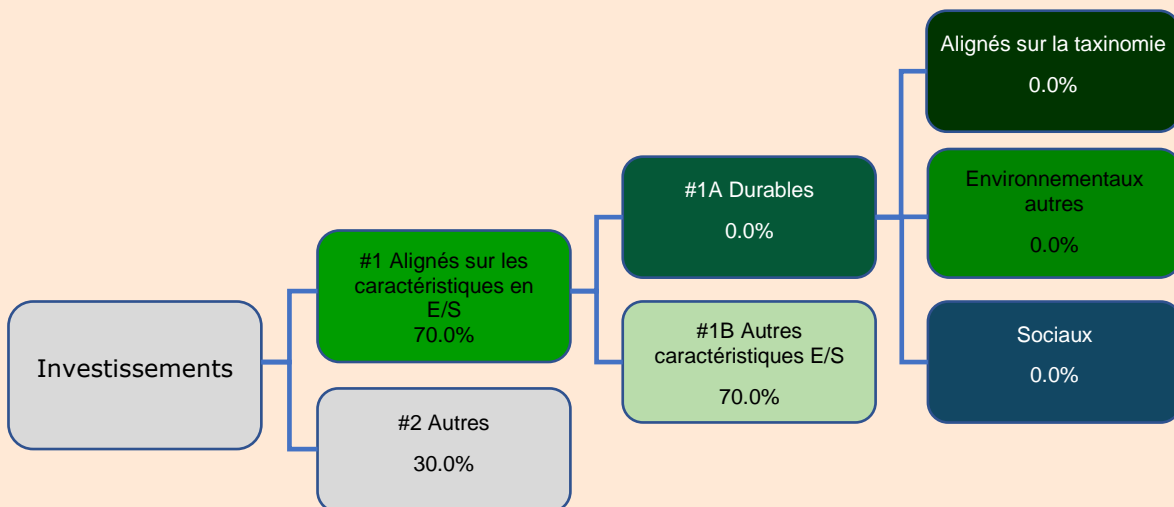 Investissements
#1 Alignés sur les
caractéristiques en
E/S
70.0%
#2 Autres
30.0%
#1A Durables
0.0%
#1B Autres
caractéristiques E/S
70.0%
Alignés sur la taxinomie
0.0%
Environnementaux
autres
0.0%
Sociaux
0.0%